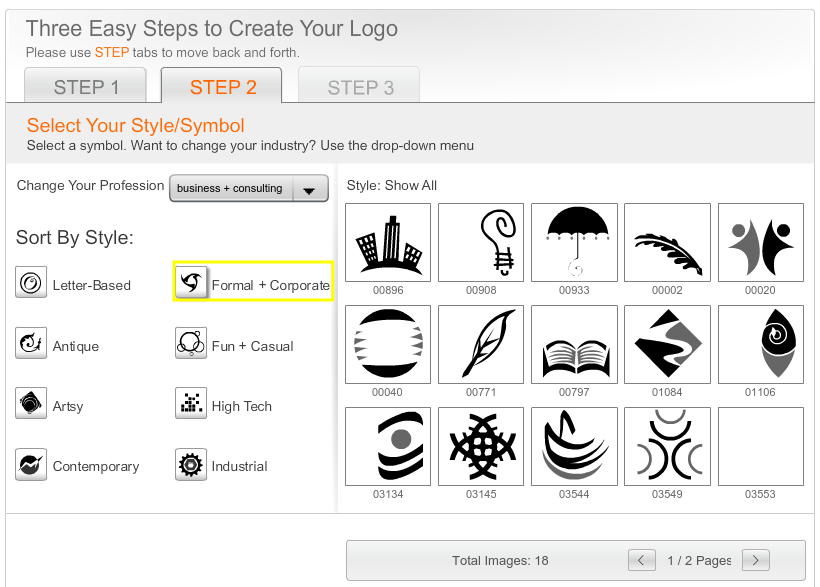 Three Easy Steps to Create Your Logo
Please use STEP tabs to move back and forth.
STEP 1
STEP 2
STEP 3
Select Your Style/Symbol
Select a symbol. Want to change your industry? Use the drop-down menu
Change Your Profession
business + consulting
Sort By Style:
Letter-Based
Formal + Corporate
Antique
Fun + Casual
Artsy
High Tech
Contemporary
Industrial
Style: Show All
00896 00908 00933 00002 00020
00040 00771 00797 01084 01106
03134 03145 03544 03549 03553
Total Images: 18
1 / 2 Pages